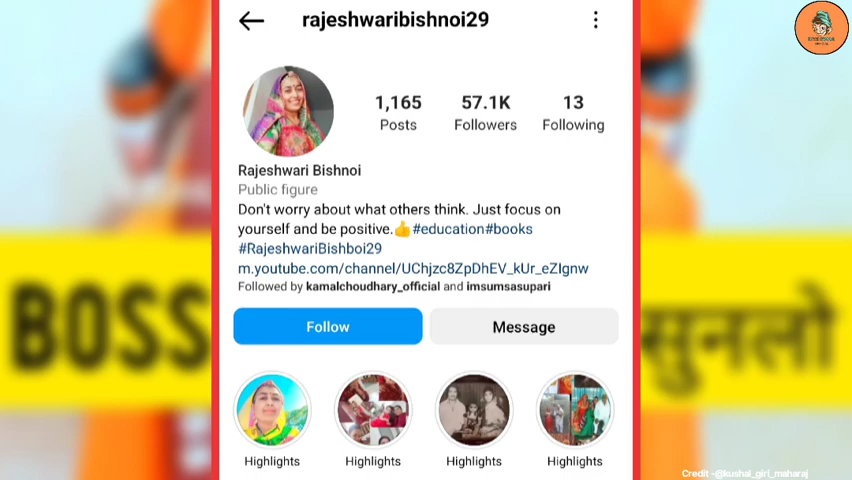 rajeshwaribishnoi29
1,165 57.1K 13
Posts Followers Following
Rajeshwari Bishnoi
Public figure
Don't worry about what others think. Just focus on
yourself and be positive.👍#education#books
#RajeshwariBishboi29
m.youtube.com/channel/UChjzc8ZpDhEV_kUr_eZIgnw
Followed by kamalchoudhary_official and imsumsasupari
Follow Message
Highlights Highlights Highlights Highlights
BOSS सुनलो
Credit -@kushal_giri_maharaj